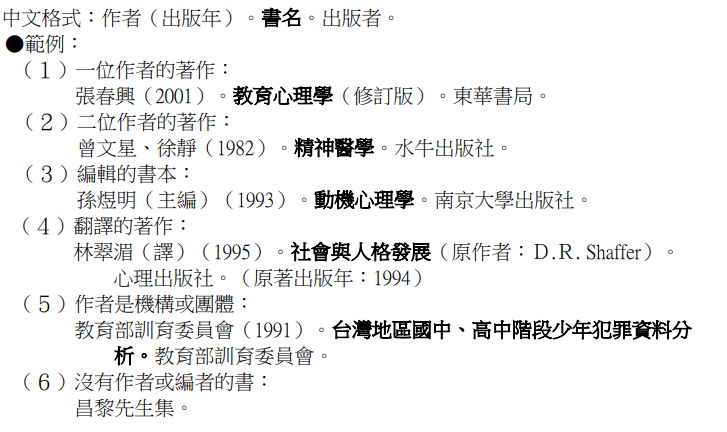 中文格式：作者（出版年）。書名。出版者。
●範例：
（1）一位作者的著作：
張春興（2001）。教育心理學（修訂版）。東華書局。
（2）二位作者的著作：
曾文星、徐靜（1982）。精神醫學。水牛出版社。
（3）編輯的書本：
孫煜明（主編）（1993）。動機心理學。南京大學出版社。
（4）翻譯的著作：
林翠湄（譯）（1995）。社會與人格發展（原作者：D.R. Shaffer）。
心理出版社。（原著出版年：1994）
（5）作者是機構或團體：
教育部訓育委員會（1991）。台灣地區國中、高中階段少年犯罪資料分
析。教育部訓育委員會。
（6）沒有作者或編者的書：
昌黎先生集。